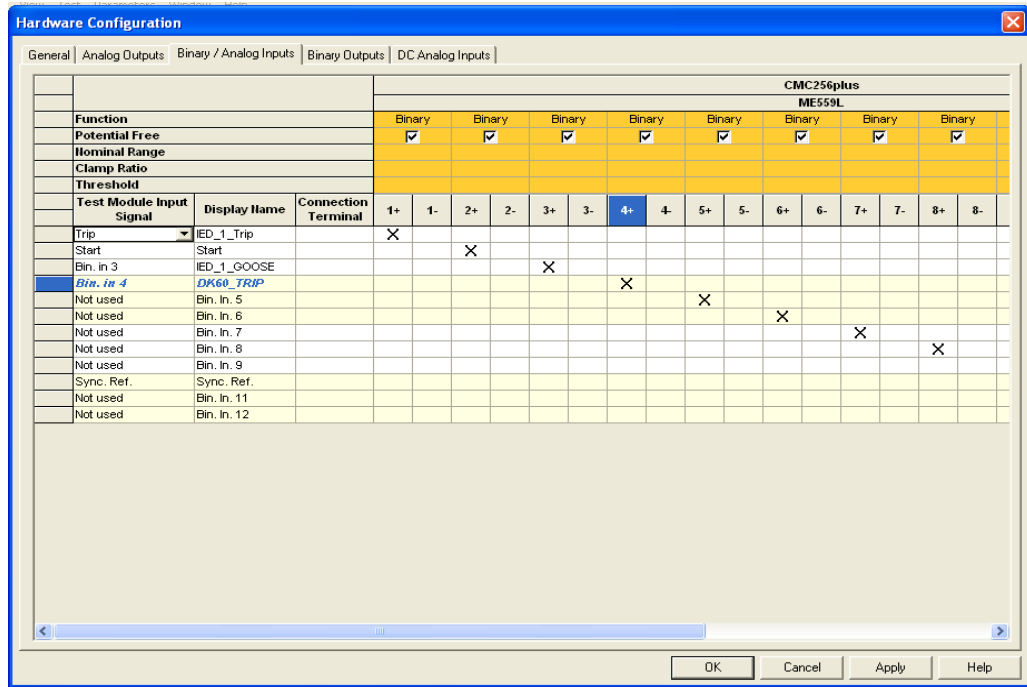 View Test Parameters Window Help
Hardware Configuration
General Analog Outputs Binary / Analog Inputs Binary Outputs DC Analog Inputs
CMC256plus
ME559L
Function Binary Binary Binary Binary Binary Binary Binary Binary
Potential Free
Nominal Range
Clamp Ratio
Threshold
Test Module Input Signal Display Name Connection Terminal 1+ 1- 2+ 2- 3+ 3- 4+ 4- 5+ 5- 6+ 6- 7+ 7- 8+ 8-
Trip IED_1_Trip X
Start Start X
Bin. in 3 IED_1_GOOSE X
Bin. in 4 DK60_TRIP X
Not used Bin. In. 5 X
Not used Bin. In. 6 X
Not used Bin. In. 7 X
Not used Bin. In. 8 X
Not used Bin. In. 9
Sync. Ref. Sync. Ref.
Not used Bin. In. 11
Not used Bin. In. 12
OK Cancel Apply Help